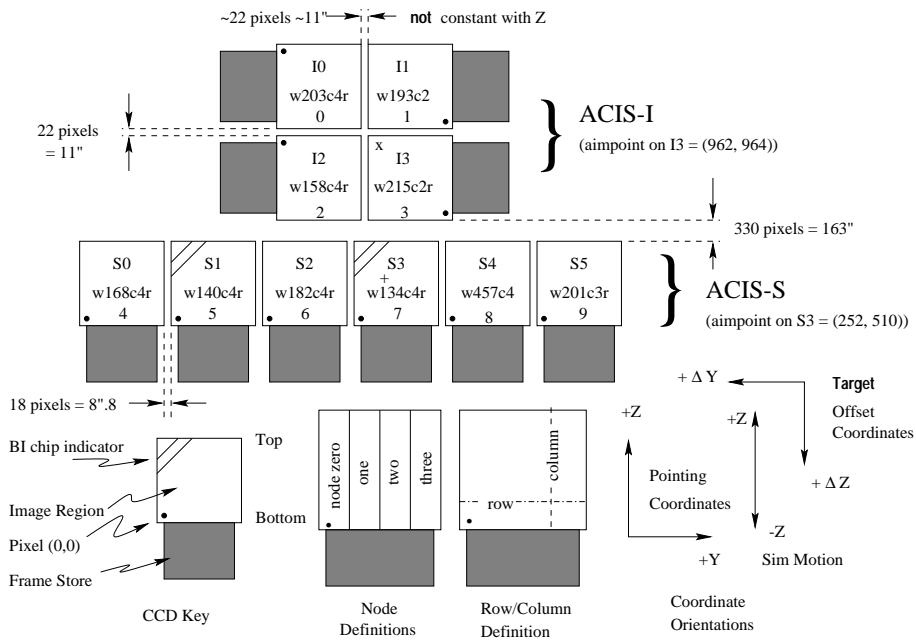 ~22 pixels ~11" not constant with Z
I0
w203c4r
0
I1
w193c2
1
22 pixels
= 11"
I2
w158c4r
2
x
I3
w215c2r
3
ACIS-I
(aimpoint on I3 = (962, 964))
330 pixels = 163"
S0
w168c4r
4
S1
w140c4r
5
S2
w182c4r
6
S3
+
w134c4r
7
S4
w457c4
8
S5
w201c3r
9
ACIS-S
(aimpoint on S3 = (252, 510))
18 pixels = 8".8
BI chip indicator
Image Region
Pixel (0,0)
Frame Store
Top
Bottom
CCD Key
node zero
one
two
three
Node
Definitions
column
row
Row/Column
Definition
+Z
Pointing
Coordinates
+Y
+ Δ Y
Target
Offset
Coordinates
+ Δ Z
+Z
-Z
Sim Motion
Coordinate
Orientations